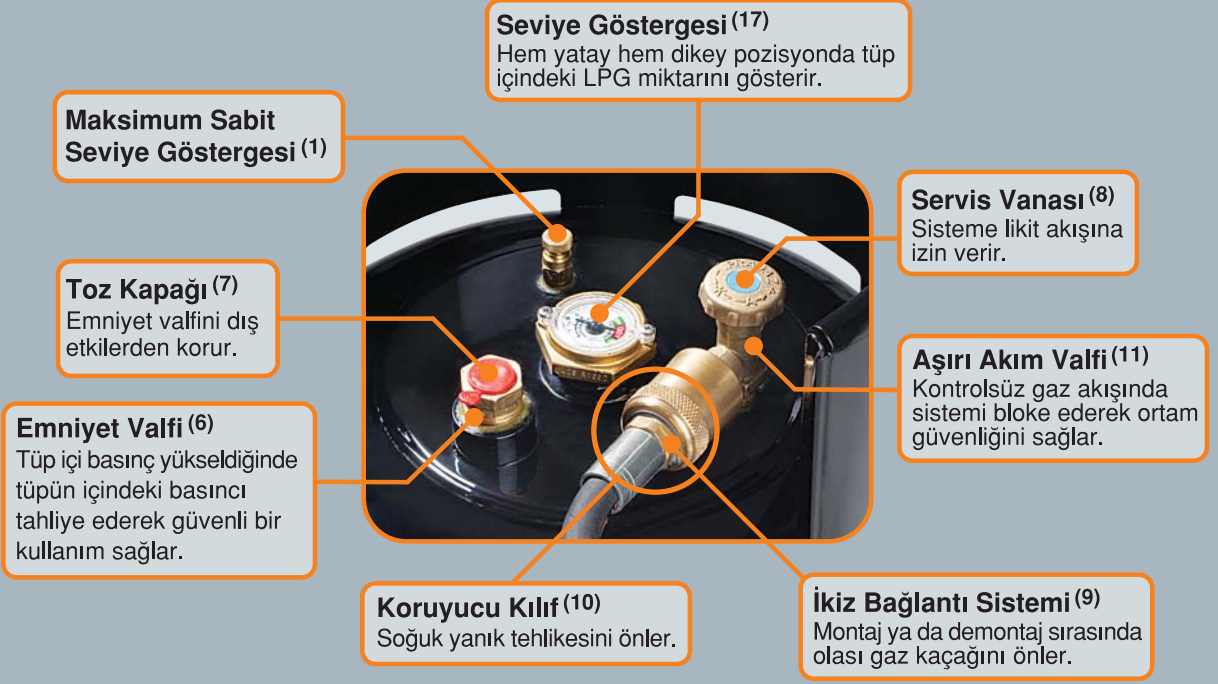 Seviye Göstergesi (17)
Hem yatay hem dikey pozisyonda tüp
içindeki LPG miktarını gösterir.
Maksimum Sabit
Seviye Göstergesi (1)
Servis Vanası (8)
Sisteme likit akışına
izin verir.
Toz Kapağı (7)
Emniyet valfini dış
etkilerden korur.
Aşırı Akım Valfi (11)
Kontrolsüz gaz akışında
sistemi bloke ederek ortam
güvenliğini sağlar.
Emniyet Valfi (6)
Tüp içi basınç yükseldiğinde
tüpün içindeki basıncı
tahliye ederek güvenli bir
kullanım sağlar.
Koruyucu Kılıf (10)
Soğuk yanık tehlikesini önler.
İkiz Bağlantı Sistemi (9)
Montaj ya da demontaj sırasında
olası gaz kaçağını önler.